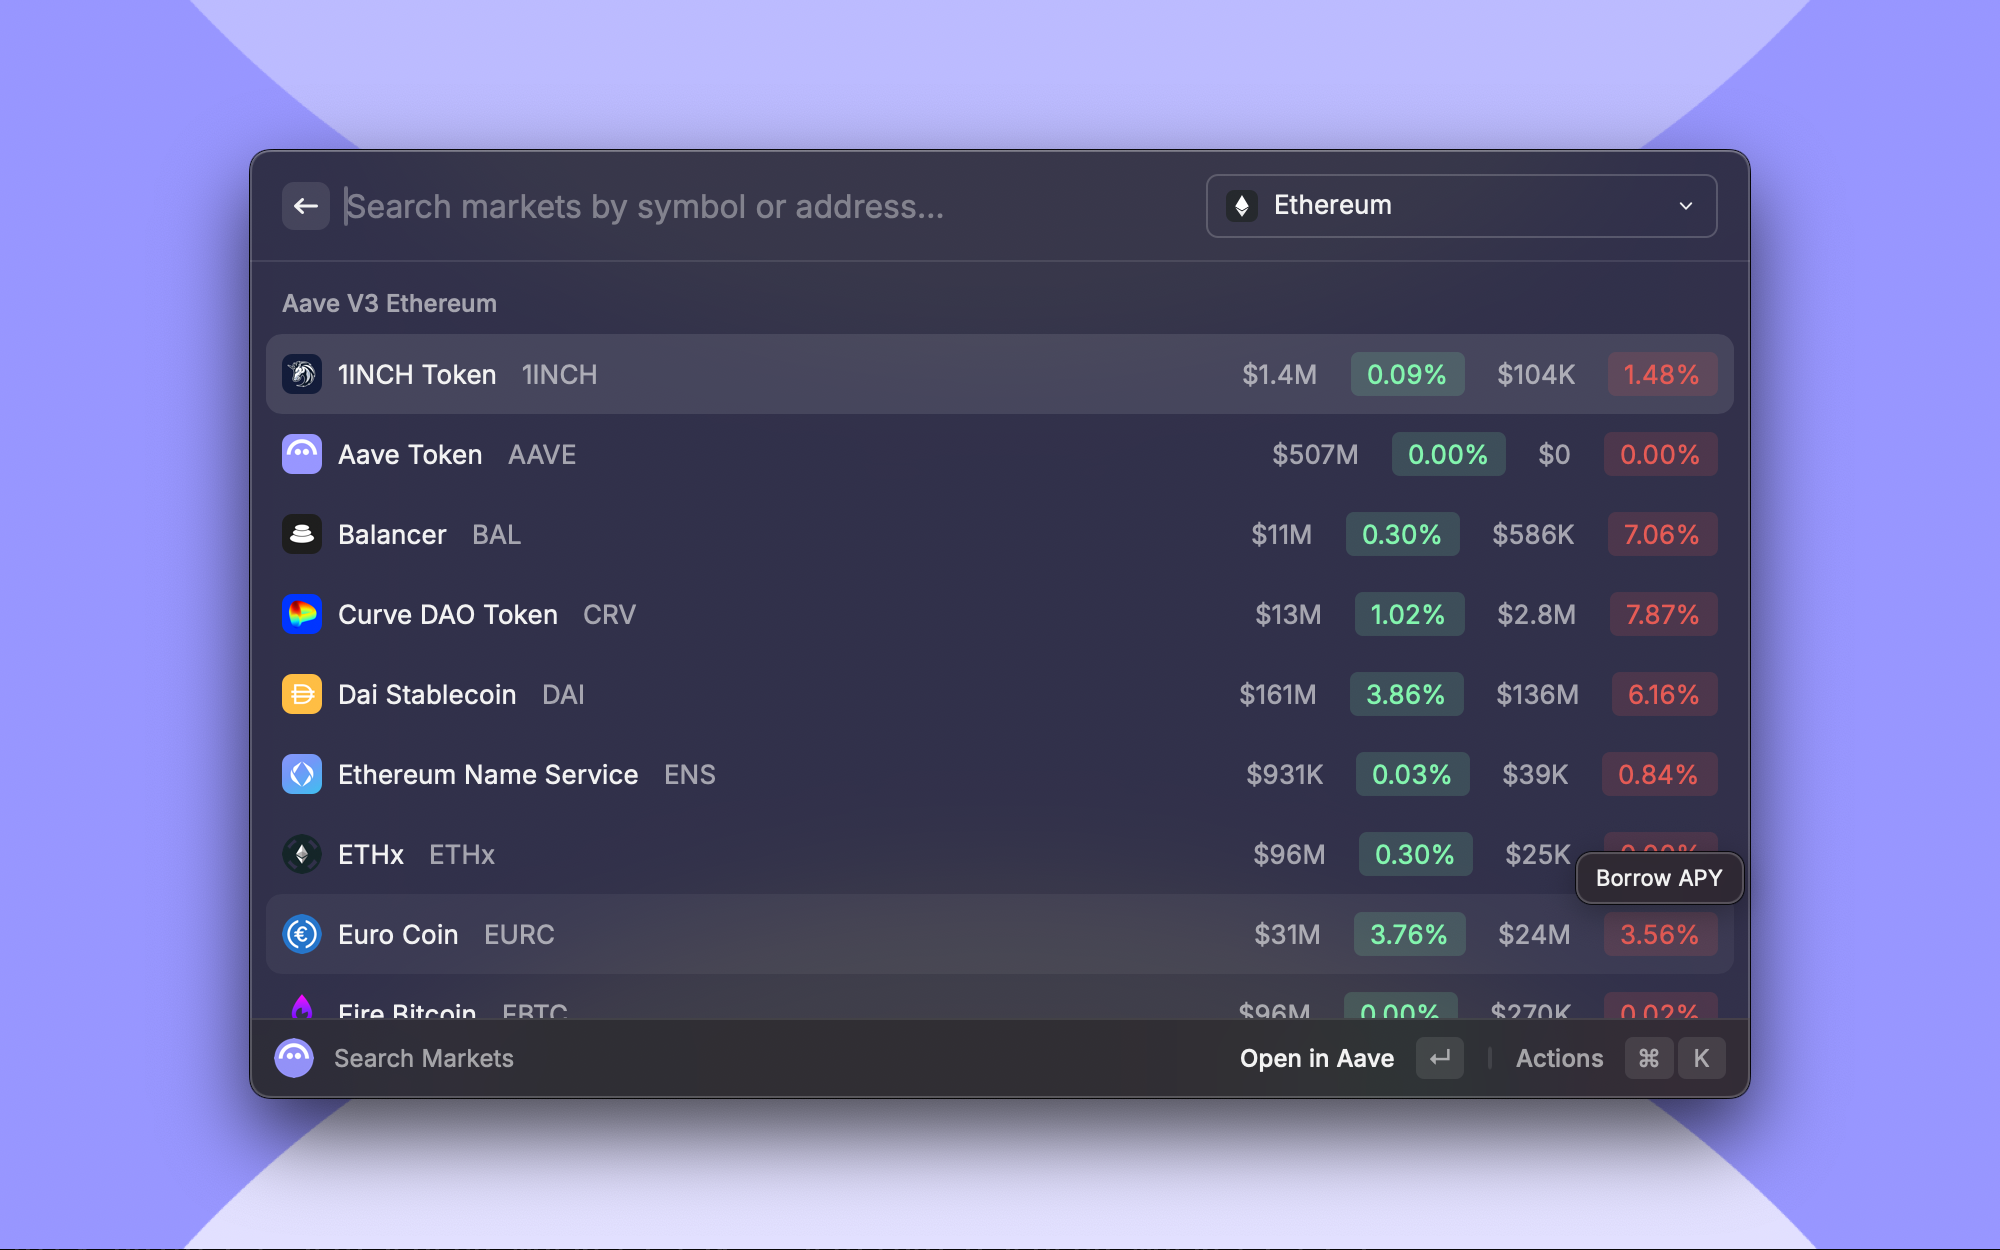 Search markets by symbol or address...
Ethereum
Aave V3 Ethereum
1INCH Token 1INCH $1.4M 0.09% $104K 1.48%
Aave Token AAVE $507M 0.00% $0 0.00%
Balancer BAL $11M 0.30% $586K 7.06%
Curve DAO Token CRV $13M 1.02% $2.8M 7.87%
Dai Stablecoin DAI $161M 3.86% $136M 6.16%
Ethereum Name Service ENS $931K 0.03% $39K 0.84%
ETHx ETHx $96M 0.30% $25K
Borrow APY
Euro Coin EURC $31M 3.76% $24M 3.56%
Fire Bitcoin FBTC $96M 0.00% $270K 0.02%
Search Markets
Open in Aave
Actions ⌘ K